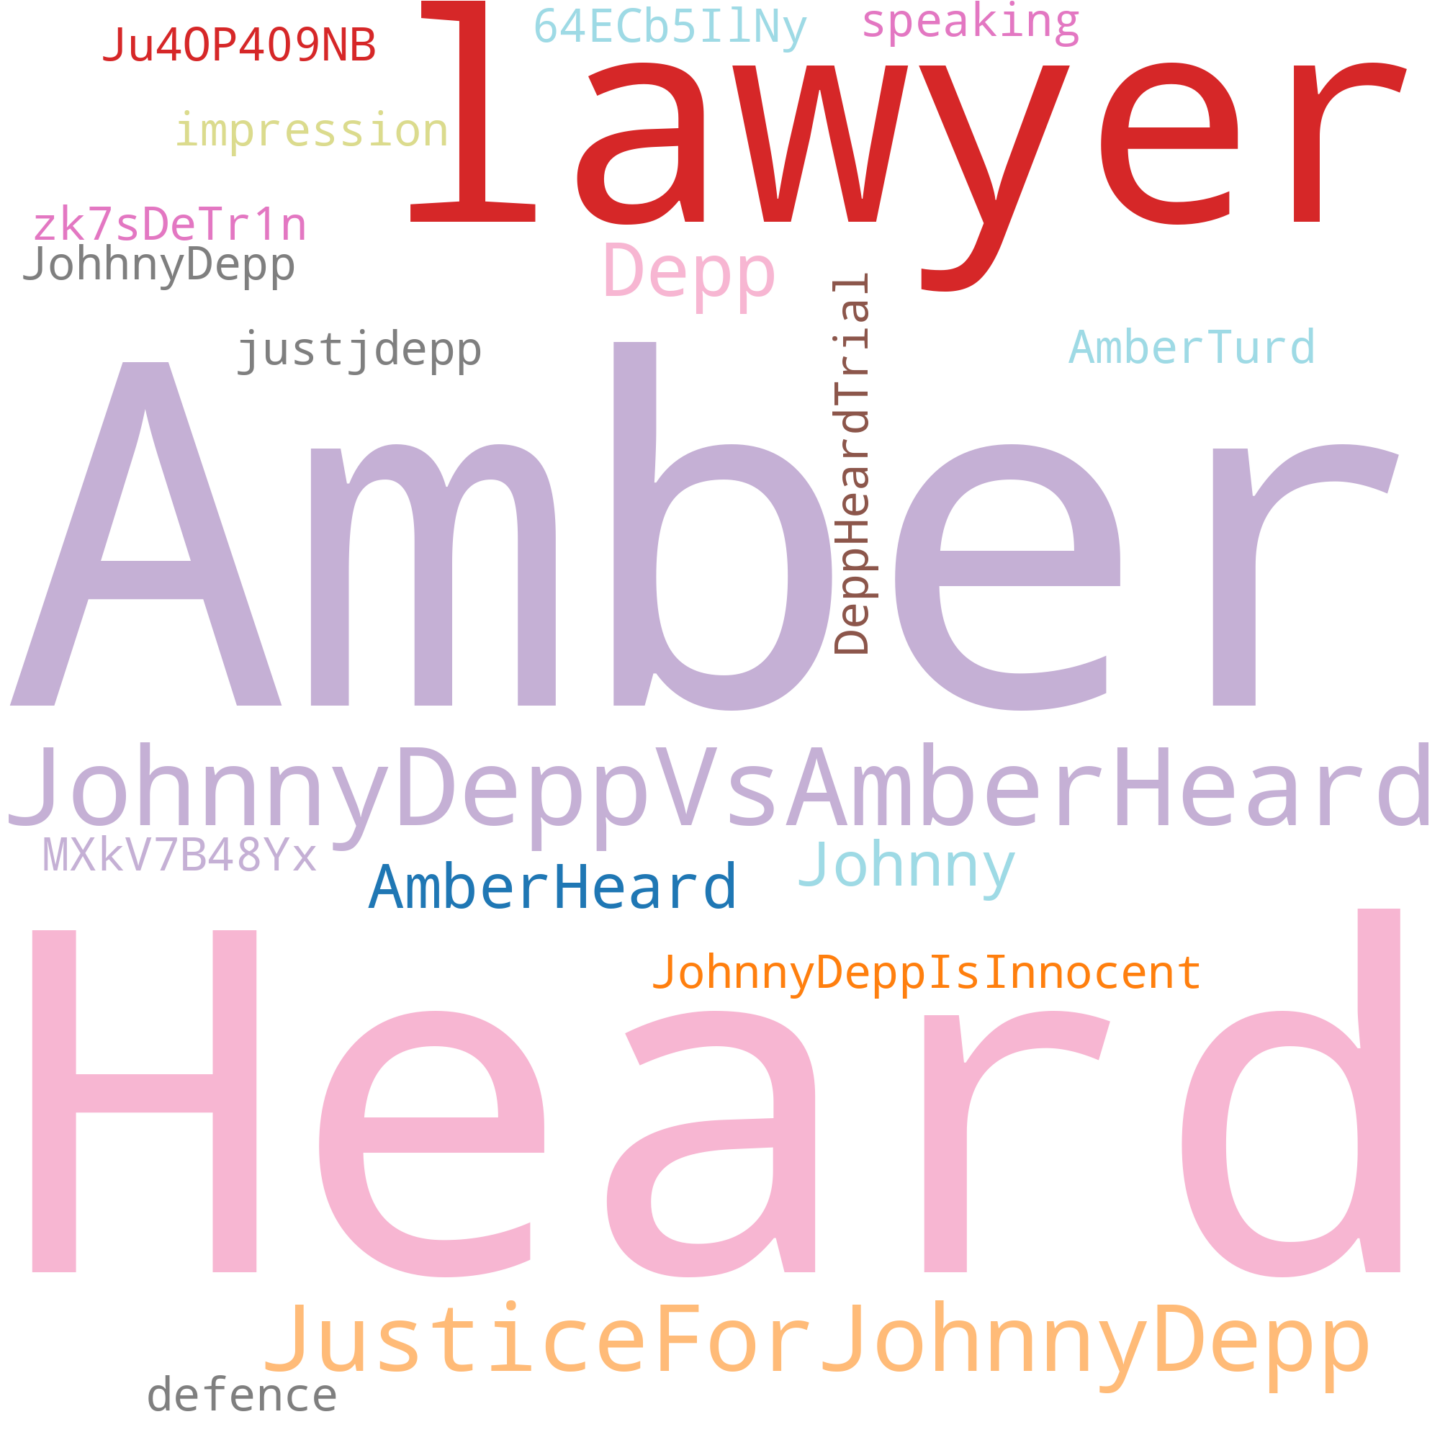 64ECb5IlNy
speaking
Ju4OP4O9NB
lawyer
impression
zk7sDeTr1n
JohhnyDepp
Depp
DeppHeardTrial
justjdepp
AmberTurd
Amber
JohnnyDeppVsAmberHeard
MXkV7B48Yx
AmberHeard
Johnny
JohnnyDeppIsInnocent
Heard
JusticeForJohnnyDepp
defence